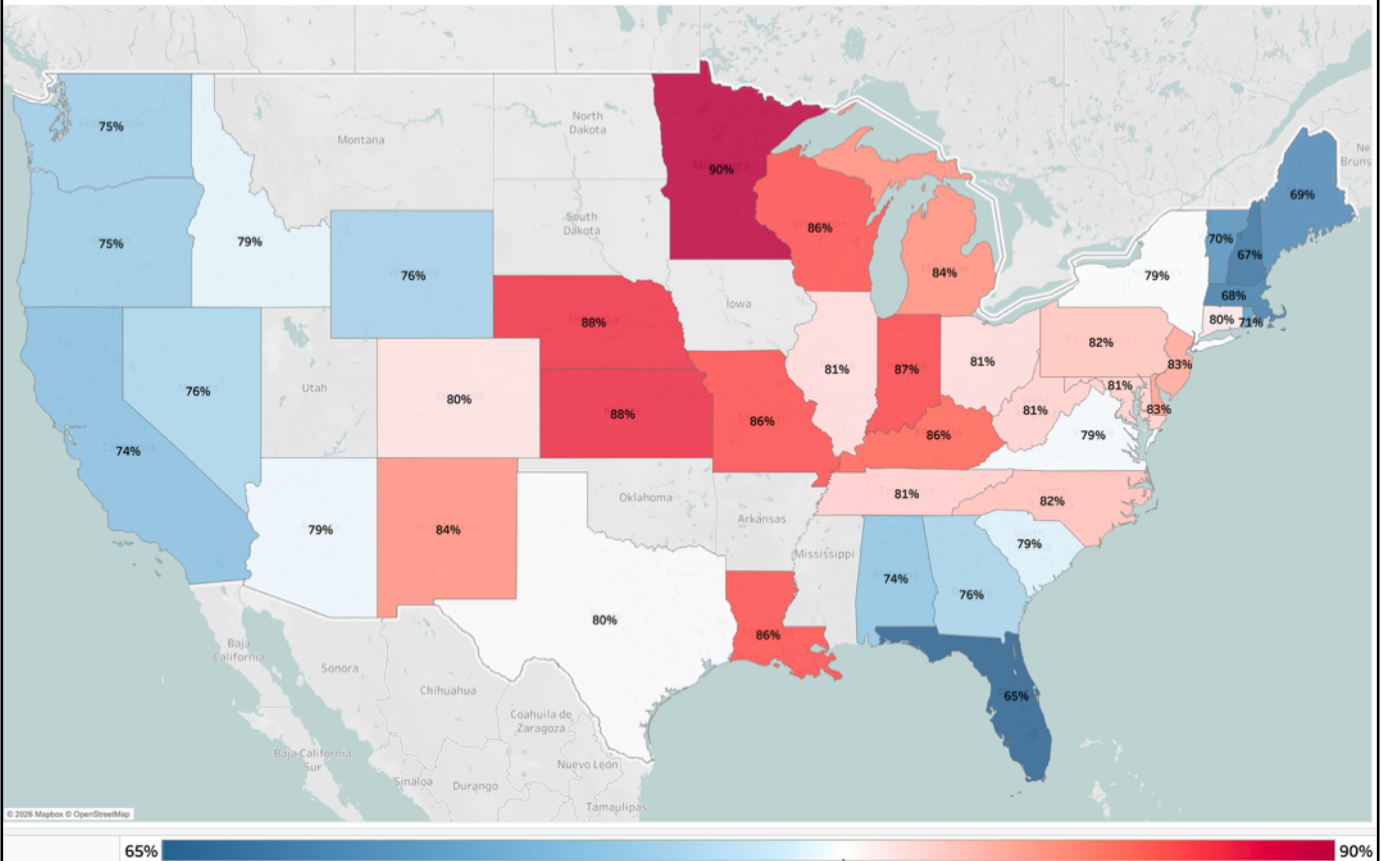 75%
North
Dakota
Montana
90%
Ne
Bruns
69%
South
Dakota
86%
75%
79%
76%
70%
67%
84%
79%
68%
Iowa
88%
80%
71%
82%
76%
Utah
81%
87%
81%
83%
80%
81%
88%
81%
83%
86%
86%
79%
74%
Oklahoma
81%
82%
79%
84%
Arkansas
79%
Mississippi
74%
76%
80%
86%
Baja
California
Sonora
Chihuahua
65%
Coahuila de
Zaragoza
Baja California
Sur
Nuevo León
Sinaloa
Durango
Tamaulipas
© 2026 Mapbox © OpenStreetMap
65%
90%